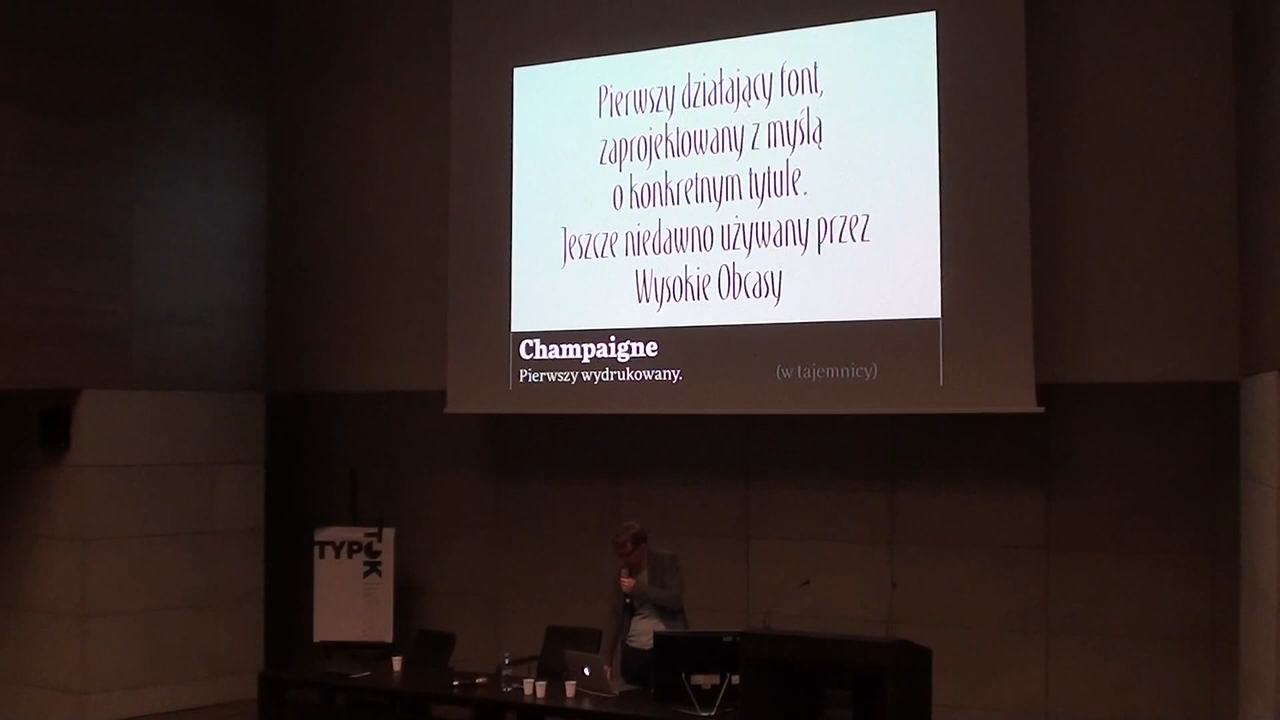 Pierwszy działający font,
zaprojektowany z myślą
o konkretnym tytule.
Jeszcze niedawno używany przez
Wysokie Obcasy
Champaigne
Pierwszy wydrukowany.
(w tajemnicy)
TYPO
TOK